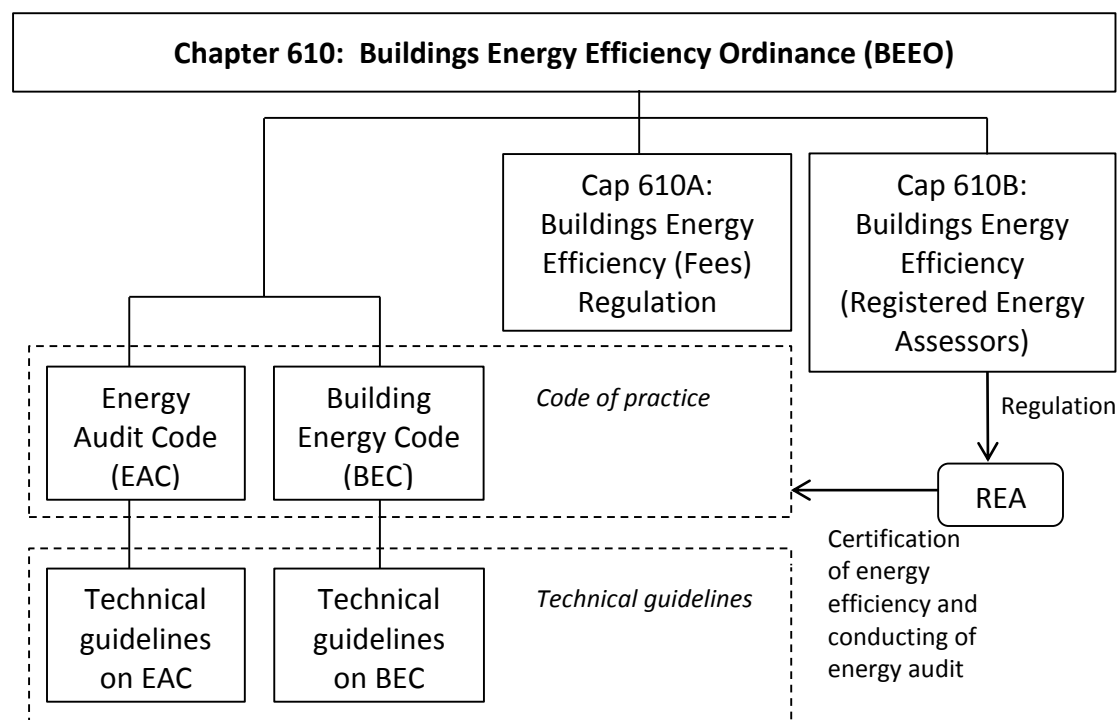 Chapter 610: Buildings Energy Efficiency Ordinance (BEEO)
Cap 610A:
Buildings Energy
Efficiency (Fees)
Regulation
Cap 610B:
Buildings Energy
Efficiency
(Registered Energy
Assessors)
Energy
Audit Code
(EAC)
Building
Energy Code
(BEC)
Code of practice
Regulation
REA
Certification
of energy
efficiency and
conducting of
energy audit
Technical
guidelines
on EAC
Technical
guidelines
on BEC
Technical guidelines